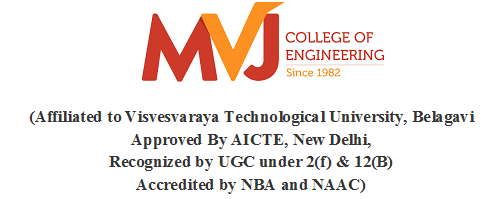 MVJ
COLLEGE OF
ENGINEERING
Since 1982
(Affiliated to Visvesvaraya Technological University, Belagavi
Approved By AICTE, New Delhi,
Recognized by UGC under 2(f) & 12(B)
Accredited by NBA and NAAC)